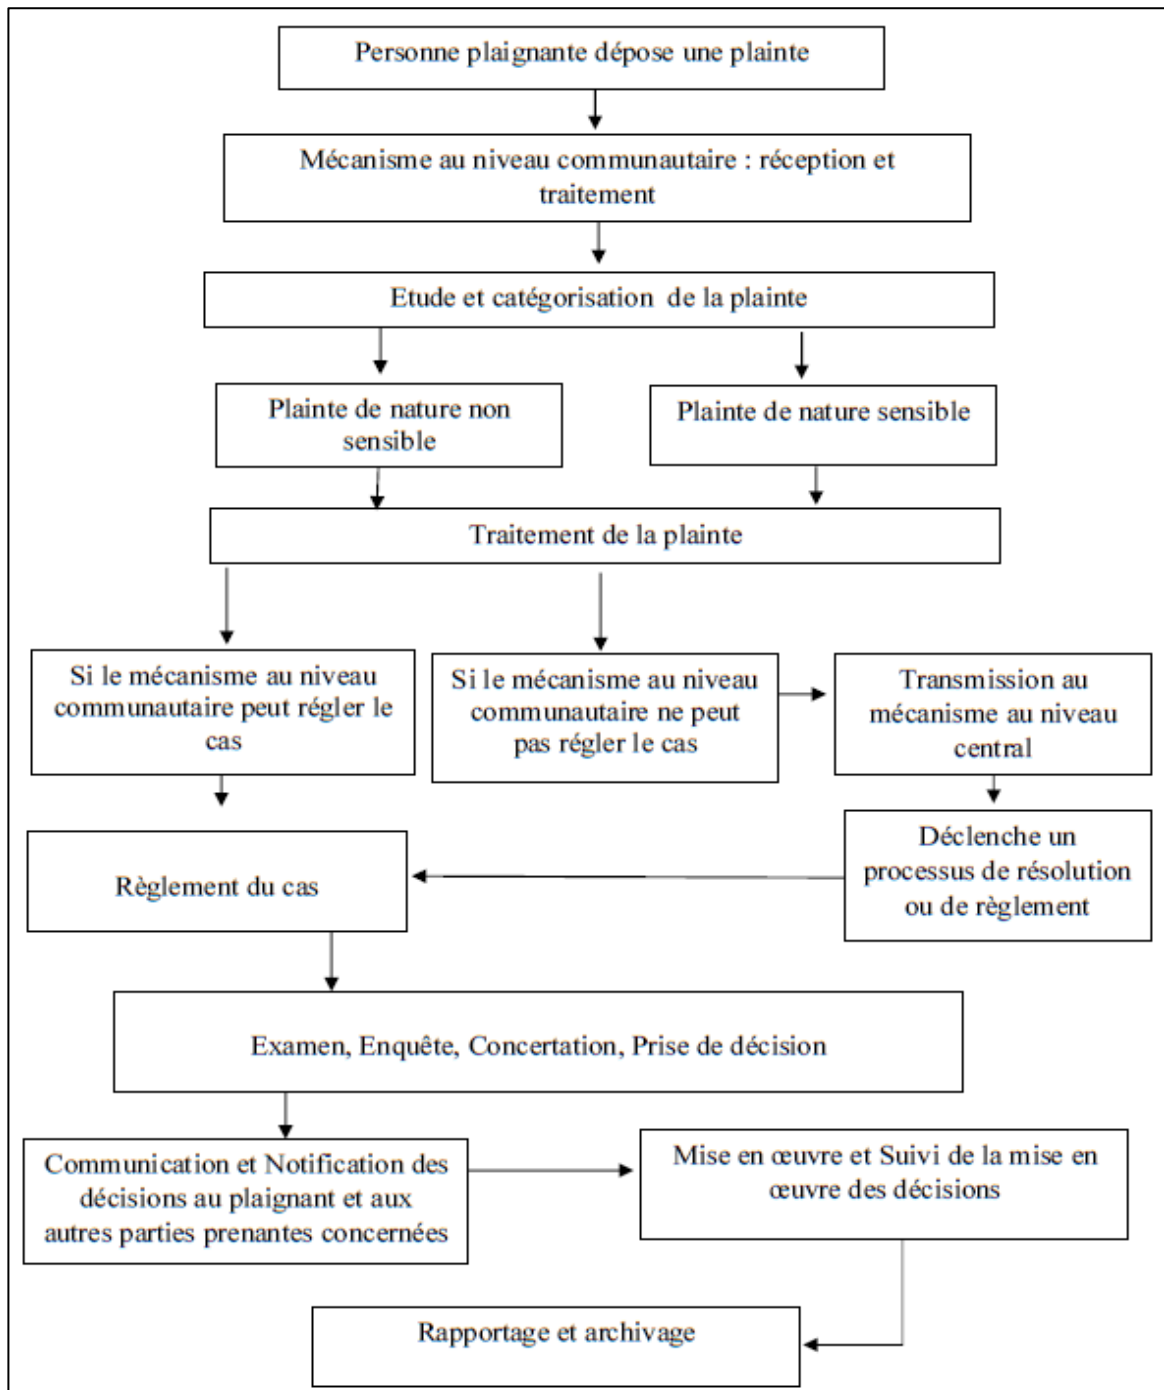 Personne plaignante dépose une plainte
Mécanisme au niveau communautaire : réception et
traitement
Etude et catégorisation de la plainte
Plainte de nature non
sensible
Plainte de nature sensible
Traitement de la plainte
Si le mécanisme au niveau
communautaire peut régler le
cas
Si le mécanisme au niveau
communautaire ne peut
pas régler le cas
Transmission au
mécanisme au niveau
central
Déclenche un
processus de résolution
ou de règlement
Règlement du cas
Examen, Enquête, Concertation, Prise de décision
Communication et Notification des
décisions au plaignant et aux
autres parties prenantes concernées
Mise en œuvre et Suivi de la mise en
œuvre des décisions
Rapportage et archivage